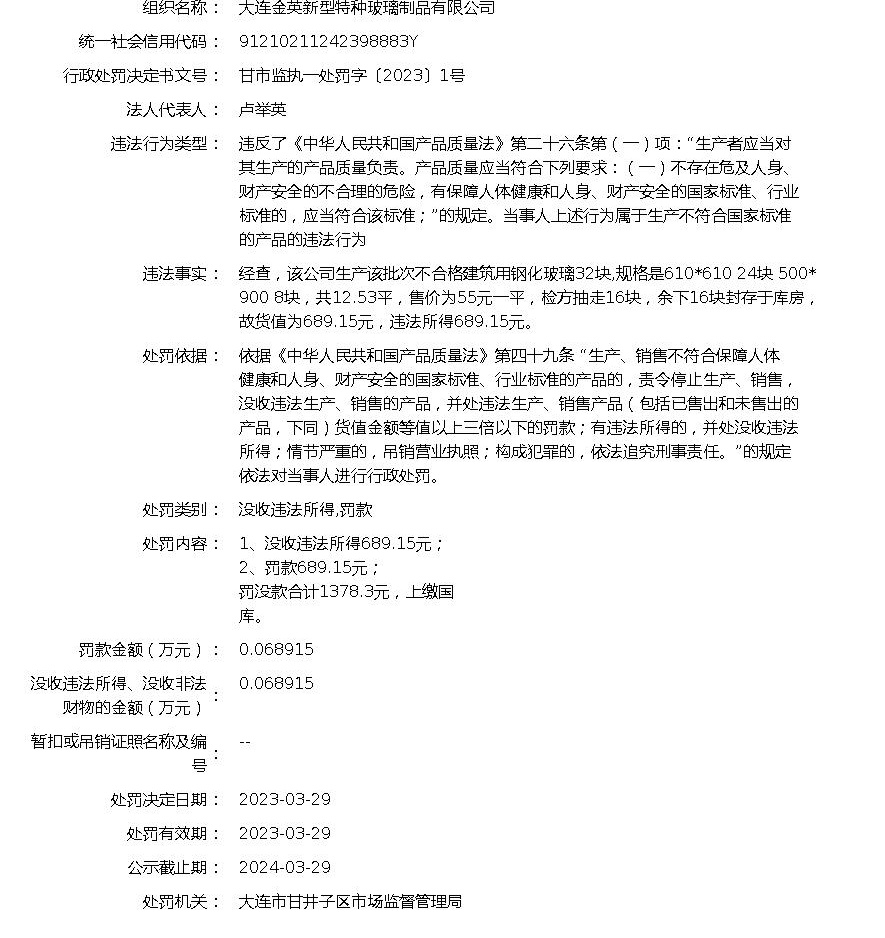 组织名称： 大连金英新型特种玻璃制品有限公司
统一社会信用代码： 91210211242398883Y
行政处罚决定书文号： 甘市监执一处罚字〔2023〕1号
法人代表人： 卢举英
违法行为类型： 违反了《中华人民共和国产品质量法》第二十六条第（一）项：“生产者应当对
其生产的产品质量负责。产品质量应当符合下列要求：（一）不存在危及人身、
财产安全的不合理的危险，有保障人体健康和人身、财产安全的国家标准、行业
标准的，应当符合该标准；”的规定。当事人上述行为属于生产不符合国家标准
的产品的违法行为
违法事实： 经查，该公司生产该批次不合格建筑用钢化玻璃32块,规格是610*610 24块 500*
900 8块，共12.53平，售价为55元一平，检方抽走16块，余下16块封存于库房，
故货值为689.15元，违法所得689.15元。
处罚依据： 依据《中华人民共和国产品质量法》第四十九条“生产、销售不符合保障人体
健康和人身、财产安全的国家标准、行业标准的产品的，责令停止生产、销售，
没收违法生产、销售的产品，并处违法生产、销售产品（包括已售出和未售出的
产品，下同）货值金额等值以上三倍以下的罚款；有违法所得的，并处没收违法
所得；情节严重的，吊销营业执照；构成犯罪的，依法追究刑事责任。”的规定
依法对当事人进行行政处罚。
处罚类别： 没收违法所得,罚款
处罚内容： 1、没收违法所得689.15元；
2、罚款689.15元；
罚没款合计1378.3元，上缴国
库。
罚款金额（万元）： 0.068915
没收违法所得、没收非法
财物的金额（万元）： 0.068915
暂扣或吊销证照名称及编
号： --
处罚决定日期： 2023-03-29
处罚有效期： 2023-03-29
公示截止期： 2024-03-29
处罚机关： 大连市甘井子区市场监督管理局